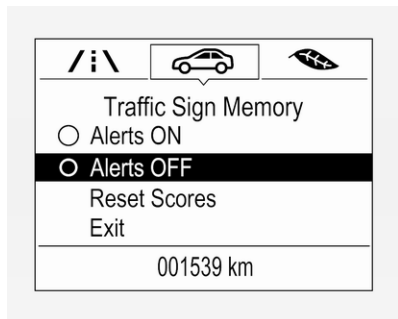 Traffic Sign Memory
Alerts ON
Alerts OFF
Reset Scores
Exit
001539 km